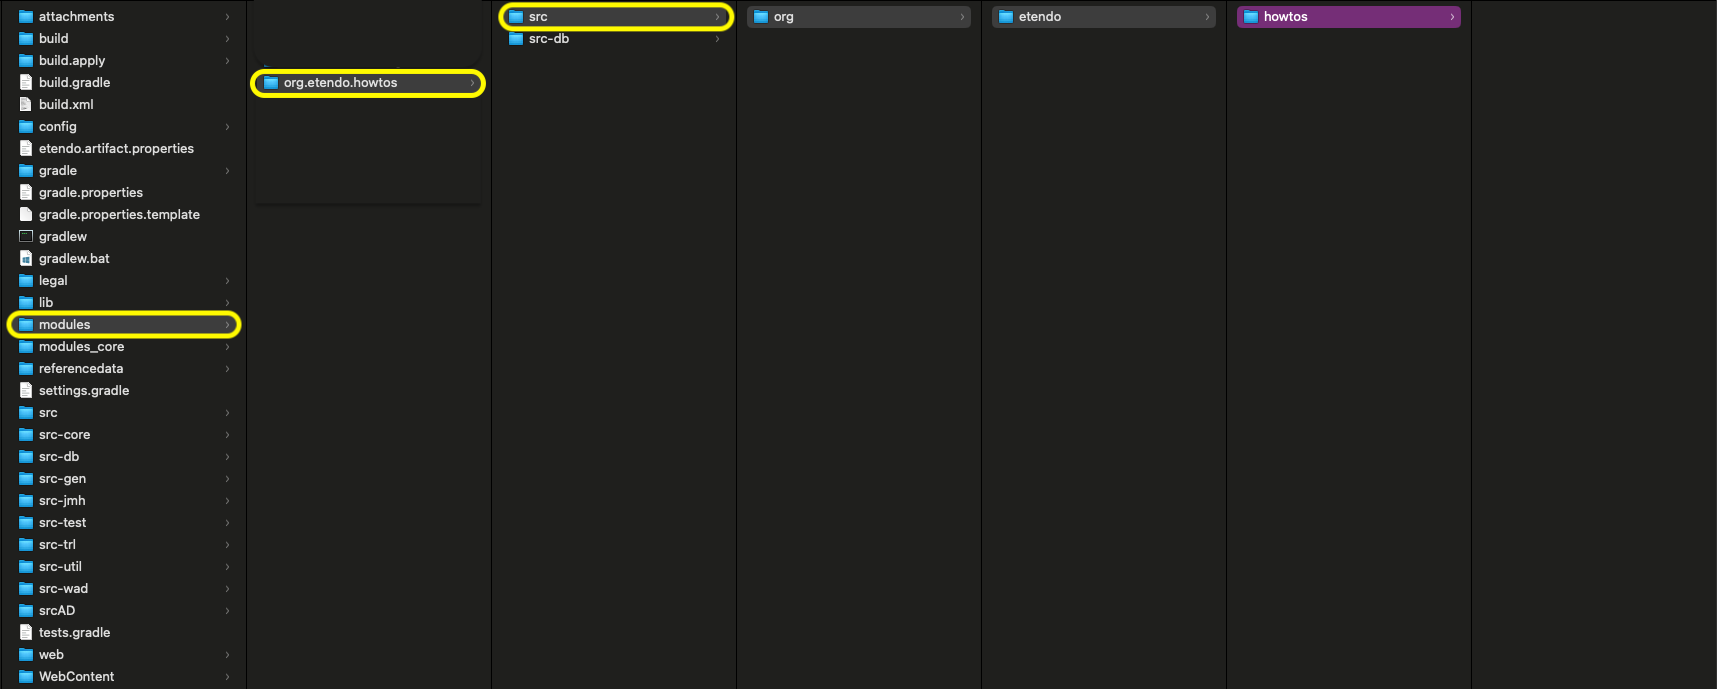 attachments
build
build.apply
build.gradle
build.xml
config
etendo.artifact.properties
gradle
gradle.properties
gradle.properties.template
gradlew
gradlew.bat
legal
lib
modules
modules_core
referencedata
settings.gradle
src
src-core
src-db
src-gen
src-jmh
src-test
src-trl
src-util
src-wad
srcAD
tests.gradle
web
WebContent
org.etendo.howtos
src
src-db
org
etendo
howtos